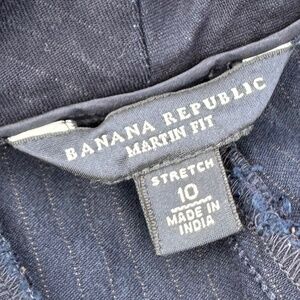 BANANA REPUBLIC
MARTIN FIT
STRETCH
10
MADE IN
INDIA